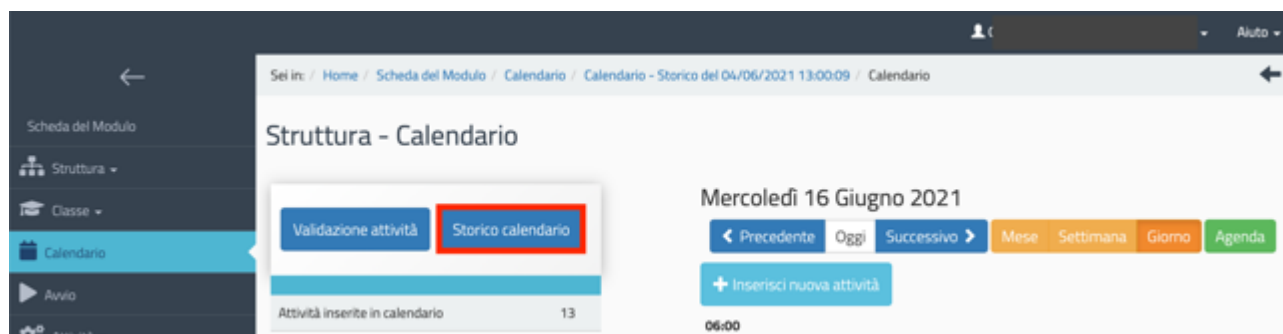 Aiuto
Sei in: / Home / Scheda del Modulo / Calendario / Calendario - Storico del 04/06/2021 13:00:09 / Calendario
Scheda del Modulo
Struttura - Calendario
Struttura
Classe
Calendario
Avvio
Validazione attività Storico calendario
Attività inserite in calendario 13
Mercoledì 16 Giugno 2021
Precedente Oggi Successivo Mese Settimana Giorno Agenda
+ Inserisci nuova attività
06:00